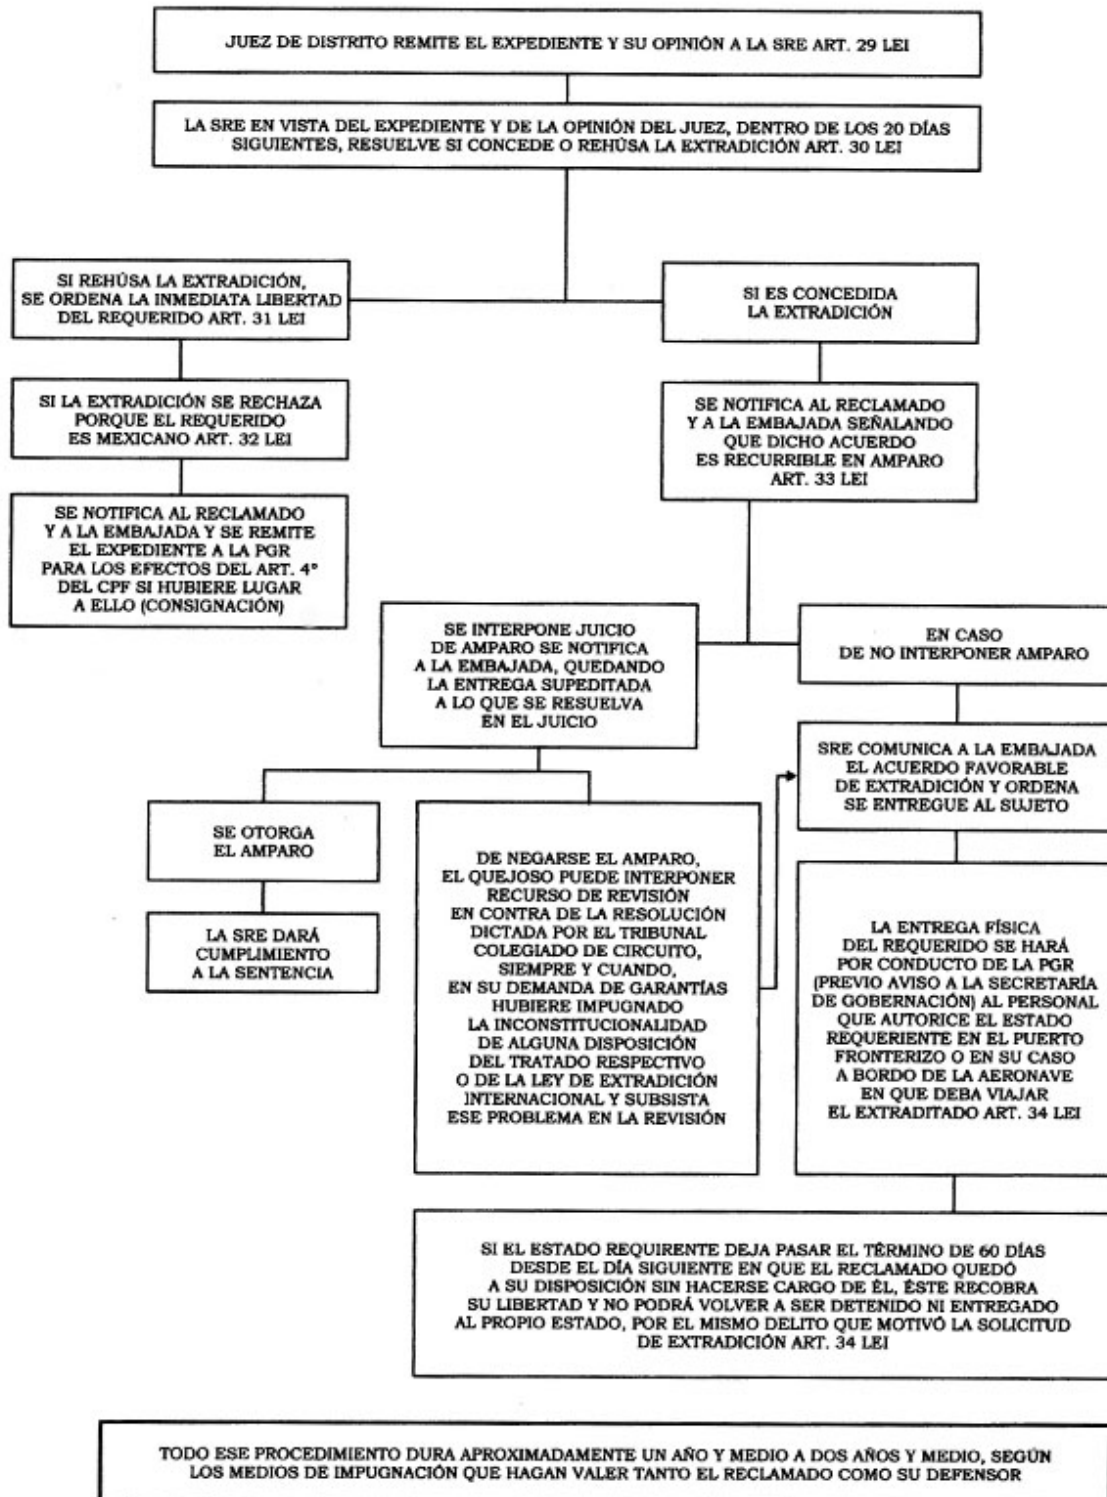 JUEZ DE DISTRITO REMITE EL EXPEDIENTE Y SU OPINIÓN A LA SRE ART. 29 LEI
LA SRE EN VISTA DEL EXPEDIENTE Y DE LA OPINIÓN DEL JUEZ, DENTRO DE LOS 20 DÍAS
SIGUIENTES, RESUELVE SI CONCEDE O REHÚSA LA EXTRADICIÓN ART. 30 LEI
SI REHÚSA LA EXTRADICIÓN,
SE ORDENA LA INMEDIATA LIBERTAD
DEL REQUERIDO ART. 31 LEI
SI ES CONCEDIDA
LA EXTRADICIÓN
SI LA EXTRADICIÓN SE RECHAZA
PORQUE EL REQUERIDO
ES MEXICANO ART. 32 LEI
SE NOTIFICA AL RECLAMADO
Y A LA EMBAJADA SEÑALANDO
QUE DICHO ACUERDO
ES RECURRIBLE EN AMPARO
ART. 33 LEI
SE NOTIFICA AL RECLAMADO
Y A LA EMBAJADA Y SE REMITE
EL EXPEDIENTE A LA PGR
PARA LOS EFECTOS DEL ART. 4°
DEL CPF SI HUBIERE LUGAR
A ELLO (CONSIGNACIÓN)
SE INTERPONE JUICIO
DE AMPARO SE NOTIFICA
A LA EMBAJADA, QUEDANDO
LA ENTREGA SUPEDITADA
A LO QUE SE RESUELVA
EN EL JUICIO
EN CASO
DE NO INTERPONER AMPARO
SRE COMUNICA A LA EMBAJADA
EL ACUERDO FAVORABLE
DE EXTRADICIÓN Y ORDENA
SE ENTREGUE AL SUJETO
SE OTORGA
EL AMPARO
LA SRE DARÁ
CUMPLIMIENTO
A LA SENTENCIA
DE NEGARSE EL AMPARO,
EL QUEJOSO PUEDE INTERPONER
RECURSO DE REVISIÓN
EN CONTRA DE LA RESOLUCIÓN
DICTADA POR EL TRIBUNAL
COLEGIADO DE CIRCUITO,
SIEMPRE Y CUANDO,
EN SU DEMANDA DE GARANTÍAS
HUBIERE IMPUGNADO
LA INCONSTITUCIONALIDAD
DE ALGUNA DISPOSICIÓN
DEL TRATADO RESPECTIVO
O DE LA LEY DE EXTRADICIÓN
INTERNACIONAL Y SUBSISTA
ESE PROBLEMA EN LA REVISIÓN
LA ENTREGA FÍSICA
DEL REQUERIDO SE HARÁ
POR CONDUCTO DE LA PGR
(PREVIO AVISO A LA SECRETARÍA
DE GOBERNACIÓN) AL PERSONAL
QUE AUTORICE EL ESTADO
REQUERIENTE EN EL PUERTO
FRONTERIZO O EN SU CASO
A BORDO DE LA AERONAVE
EN QUE DEBA VIAJAR
EL EXTRADITADO ART. 34 LEI
SI EL ESTADO REQUIRENTE DEJA PASAR EL TÉRMINO DE 60 DÍAS
DESDE EL DÍA SIGUIENTE EN QUE EL RECLAMADO QUEDÓ
A SU DISPOSICIÓN SIN HACERSE CARGO DE ÉL, ÉSTE RECOBRA
SU LIBERTAD Y NO PODRÁ VOLVER A SER DETENIDO NI ENTREGADO
AL PROPIO ESTADO, POR EL MISMO DELITO QUE MOTIVÓ LA SOLICITUD
DE EXTRADICIÓN ART. 34 LEI
TODO ESE PROCEDIMIENTO DURA APROXIMADAMENTE UN AÑO Y MEDIO A DOS AÑOS Y MEDIO, SEGÚN
LOS MEDIOS DE IMPUGNACIÓN QUE HAGAN VALER TANTO EL RECLAMADO COMO SU DEFENSOR